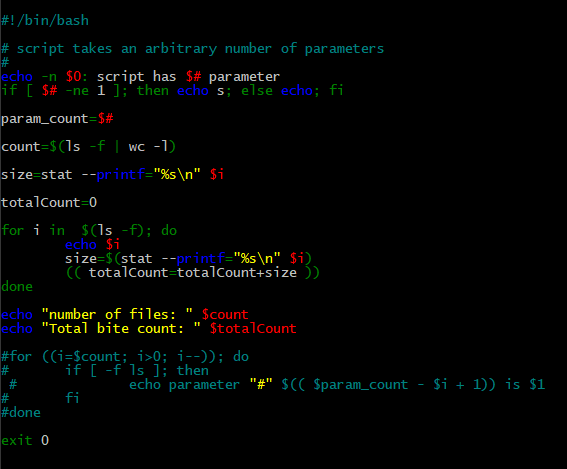 #!/bin/bash
# script takes an arbitrary number of parameters
#
echo -n $0: script has $# parameter
if [ $# -ne 1 ]; then echo s; else echo; fi
param_count=$#
count=$(ls -f | wc -l)
size=stat --printf="%s\n" $i
totalCount=0
for i in  $(ls -f); do
        echo $i
        size=$(stat --printf="%s\n" $i)
        (( totalCount=totalCount+size ))
done
echo "number of files: " $count
echo "Total bite count: " $totalCount
#for ((i=$count; i>0; i--)); do
#       if [ -f ls ]; then
 #              echo parameter "#" $(( $param_count - $i + 1)) is $1
#       fi
#done
exit 0